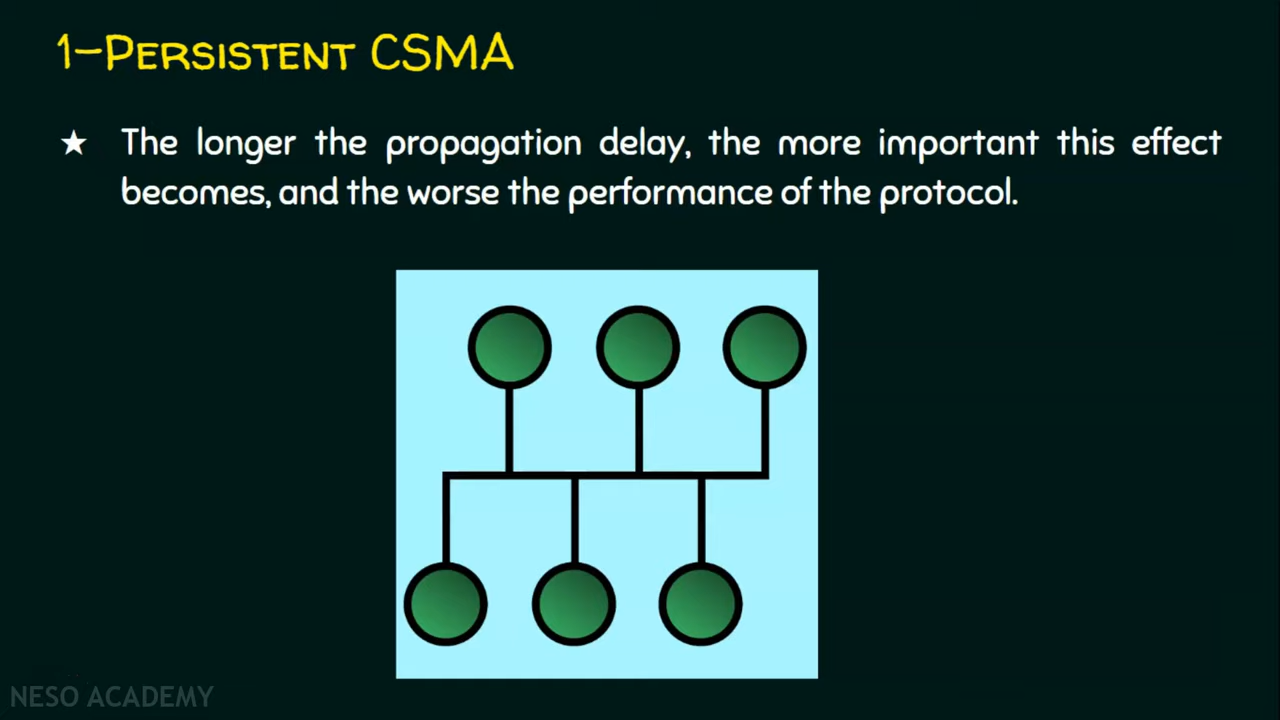 1-Persistent CSMA
★ The longer the propagation delay, the more important this effect
becomes, and the worse the performance of the protocol.
NESO ACADEMY